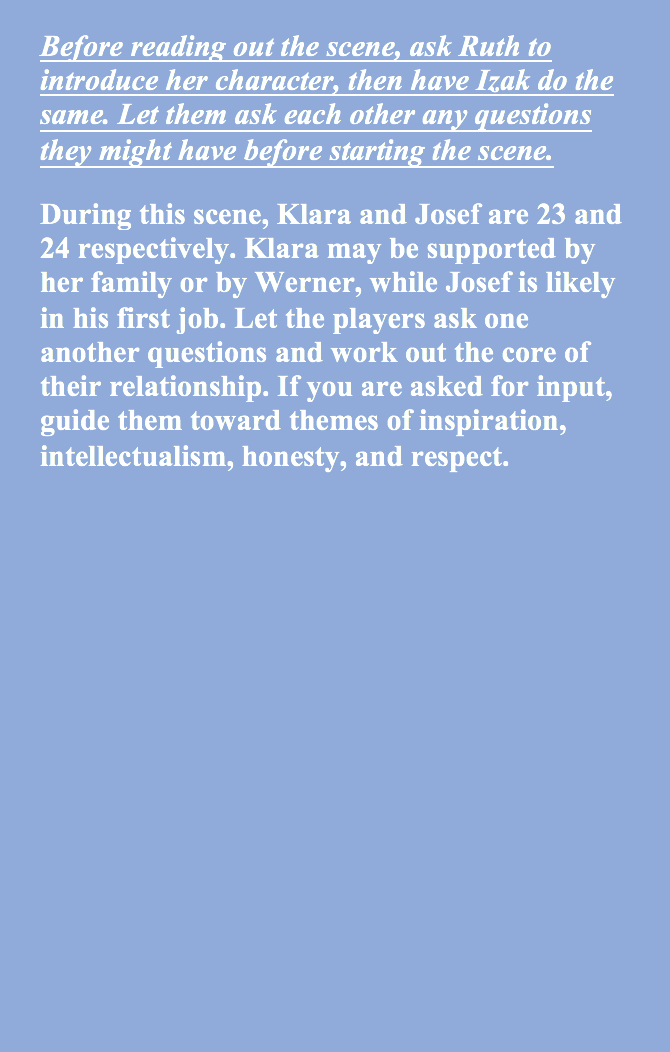 Before reading out the scene, ask Ruth to
introduce her character, then have Izak do the
same. Let them ask each other any questions
they might have before starting the scene.
During this scene, Klara and Josef are 23 and
24 respectively. Klara may be supported by
her family or by Werner, while Josef is likely
in his first job. Let the players ask one
another questions and work out the core of
their relationship. If you are asked for input,
guide them toward themes of inspiration,
intellectualism, honesty, and respect.